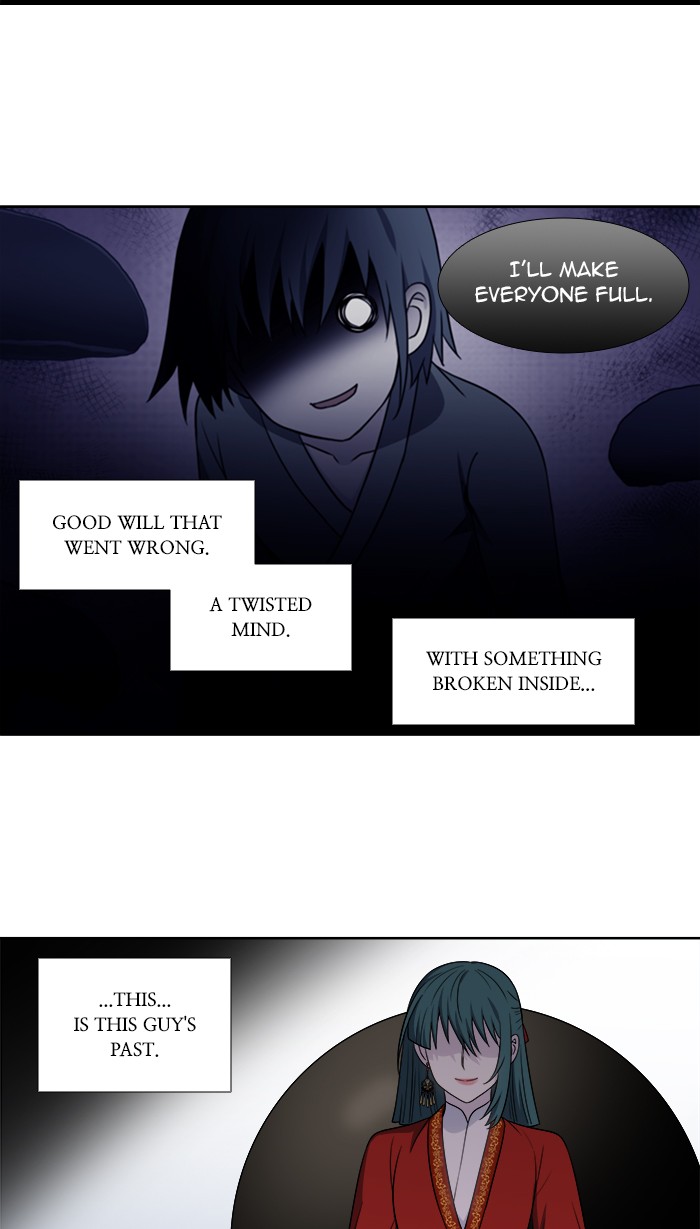 I'LL MAKE
EVERYONE FULL.
GOOD WILL THAT
WENT WRONG.
A TWISTED
MIND.
WITH SOMETHING
BROKEN INSIDE...
...THIS...
IS THIS GUY'S
PAST.